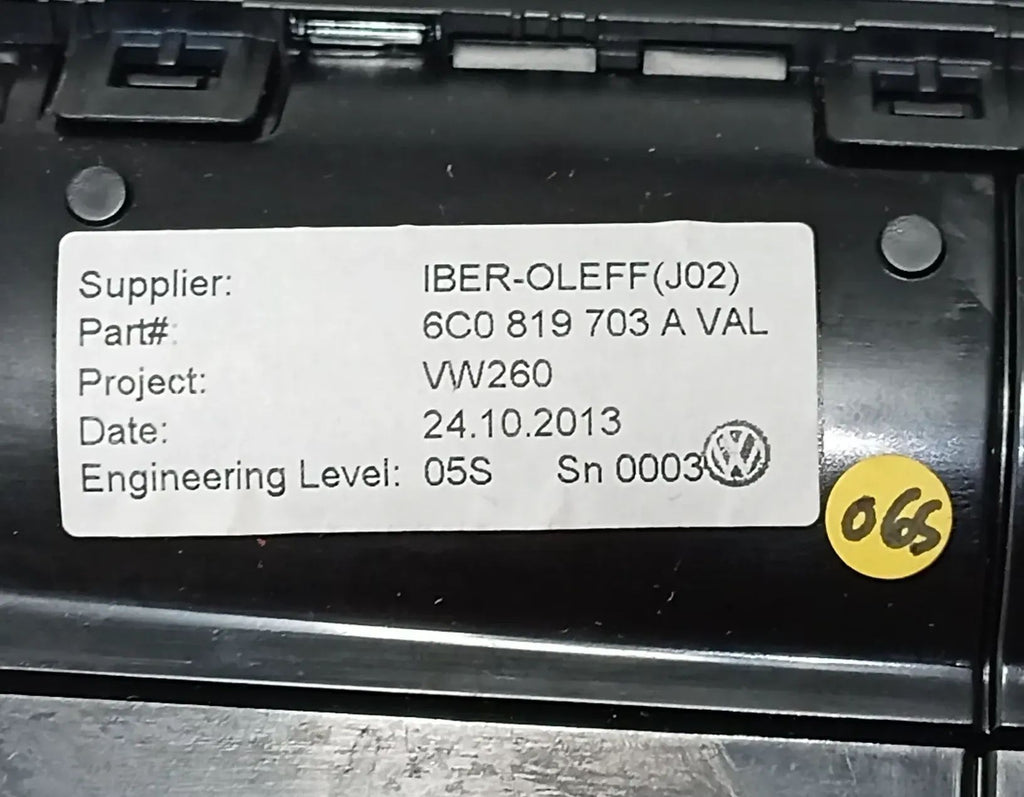 Supplier: IBER-OLEFF(J02)
Part#: 6C0 819 703 A VAL
Project: VW260
Date: 24.10.2013
Engineering Level: 05S Sn 0003
06S